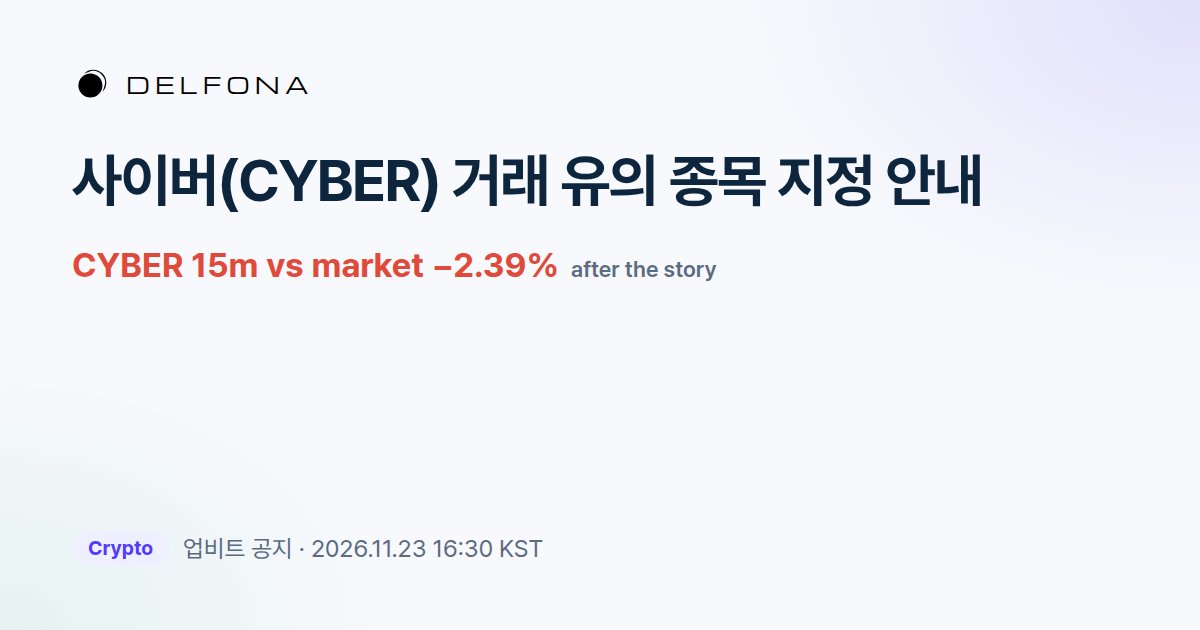 DELFONA
사이버(CYBER) 거래 유의 종목 지정 안내
CYBER 15m vs market −2.39% after the story
Crypto 업비트 공지 · 2026.11.23 16:30 KST